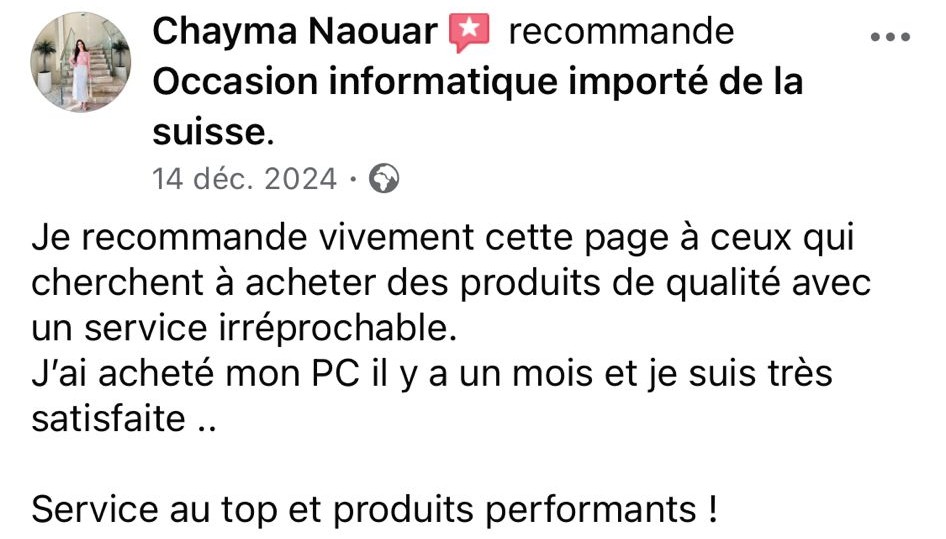 Chayma Naouar recommande
Occasion informatique importé de la
suisse.
14 déc. 2024 ·
Je recommande vivement cette page à ceux qui
cherchent à acheter des produits de qualité avec
un service irréprochable.
J’ai acheté mon PC il y a un mois et je suis très
satisfaite ..
Service au top et produits performants !